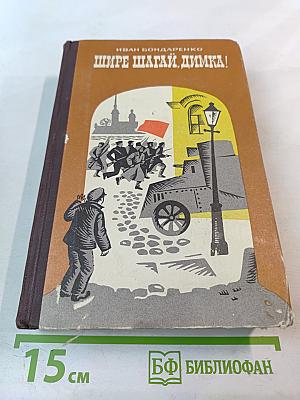 ИВАН БОНДАРЕНКО
ШИРЕ ШАГАЙ, ДИМКА!
15 см
БФ БИБЛИОФАН